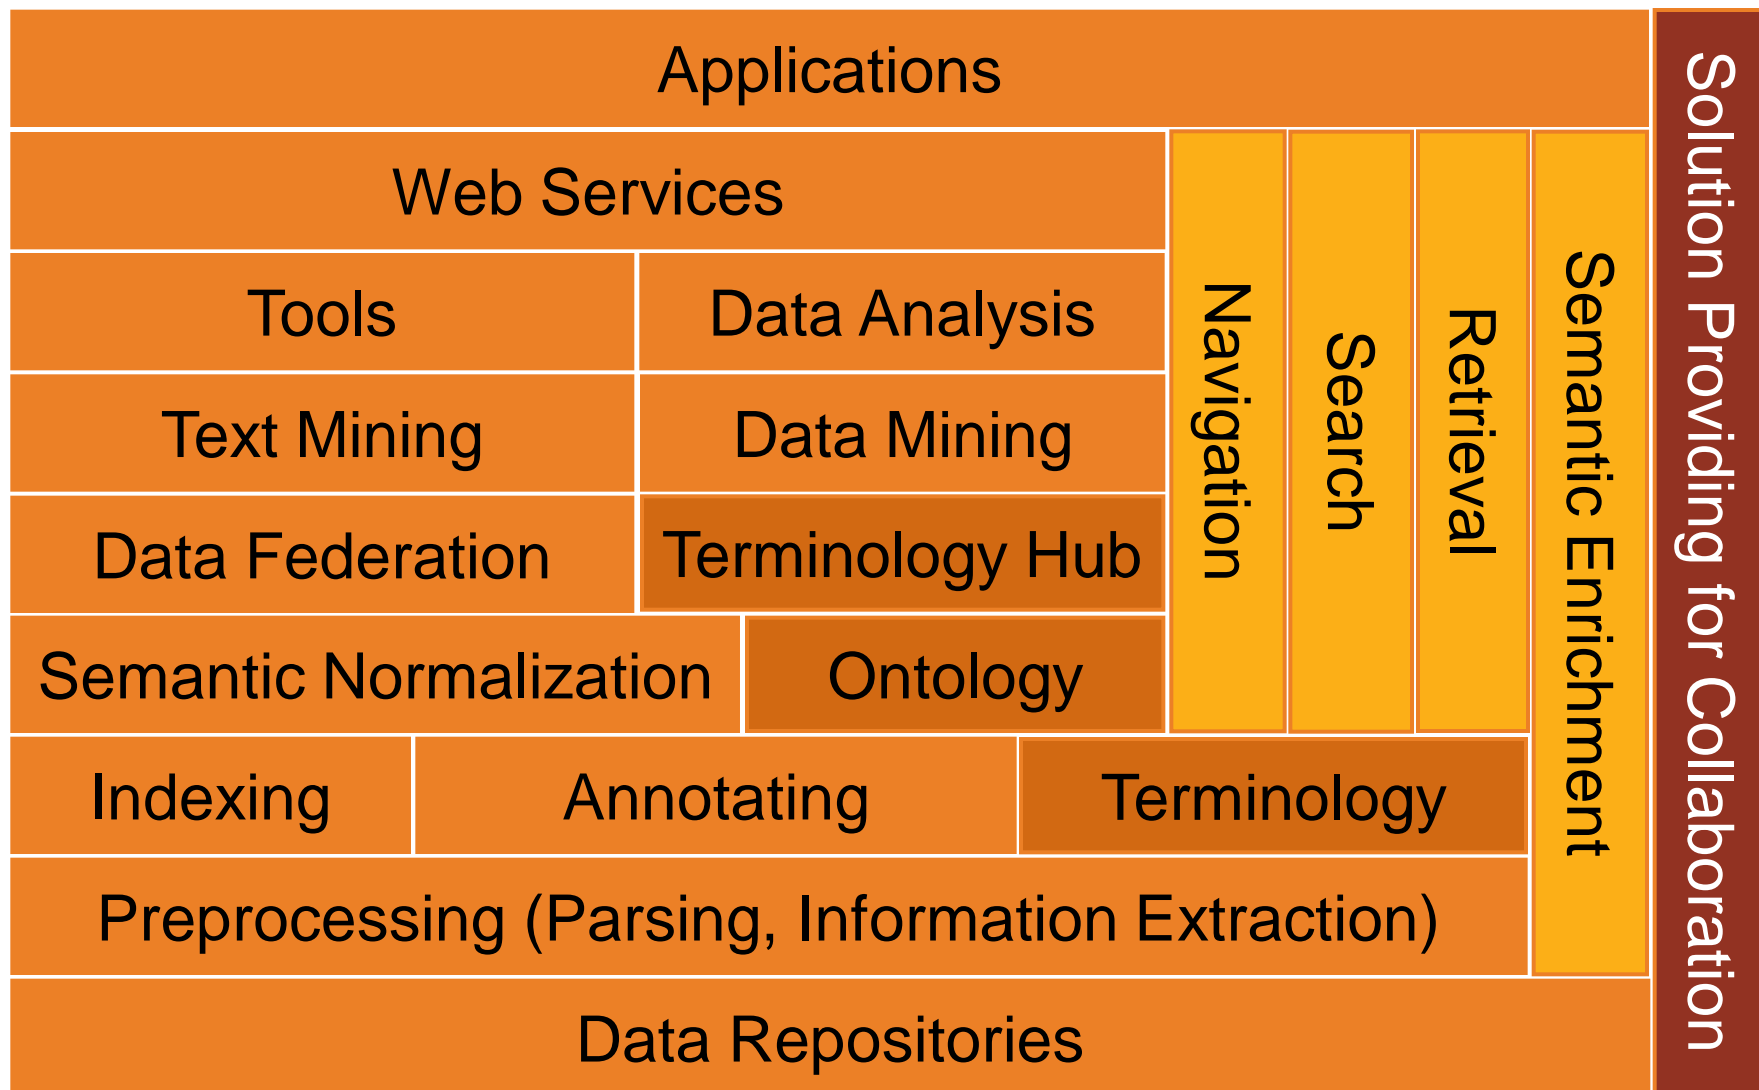 Applications
Web Services
Tools
Data Analysis
Text Mining
Data Mining
Data Federation
Terminology Hub
Semantic Normalization
Ontology
Indexing
Annotating
Terminology
Preprocessing (Parsing, Information Extraction)
Data Repositories
Navigation
Search
Retrieval
Semantic Enrichment
Solution Providing for Collaboration